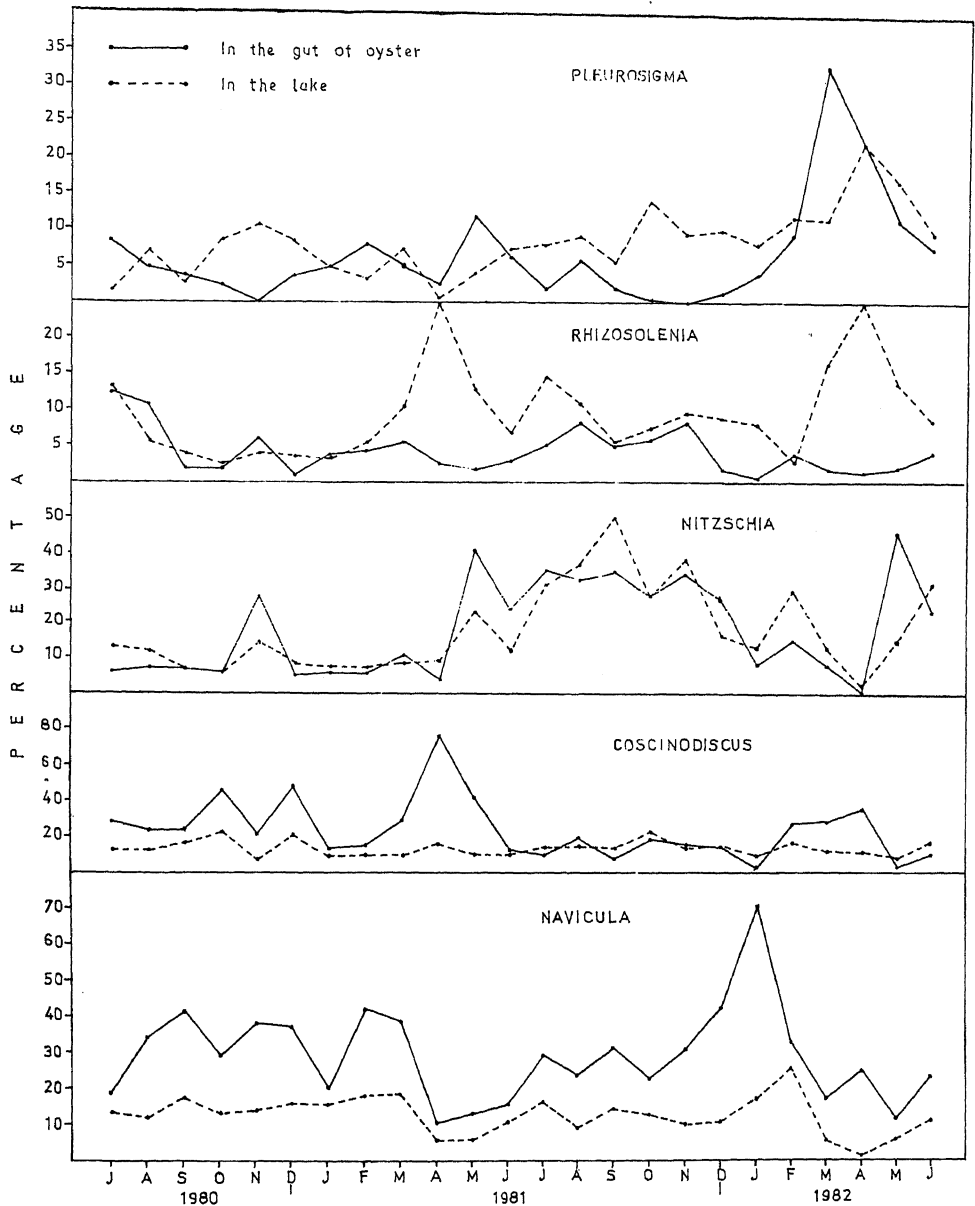 In the gut of oyster
In the lake
PLEUROSIGMA
35
30
25
20
15
10
5
RHIZOSOLENIA
20
15
10
5
NITZSCHIA
50
40
30
20
10
COSCINODISCUS
80
60
40
20
NAVICULA
70
60
50
40
30
20
10
PERCENTAGE
J A S O N D J F M A M J J A S O N D J F M A M J
1980 1981 1982